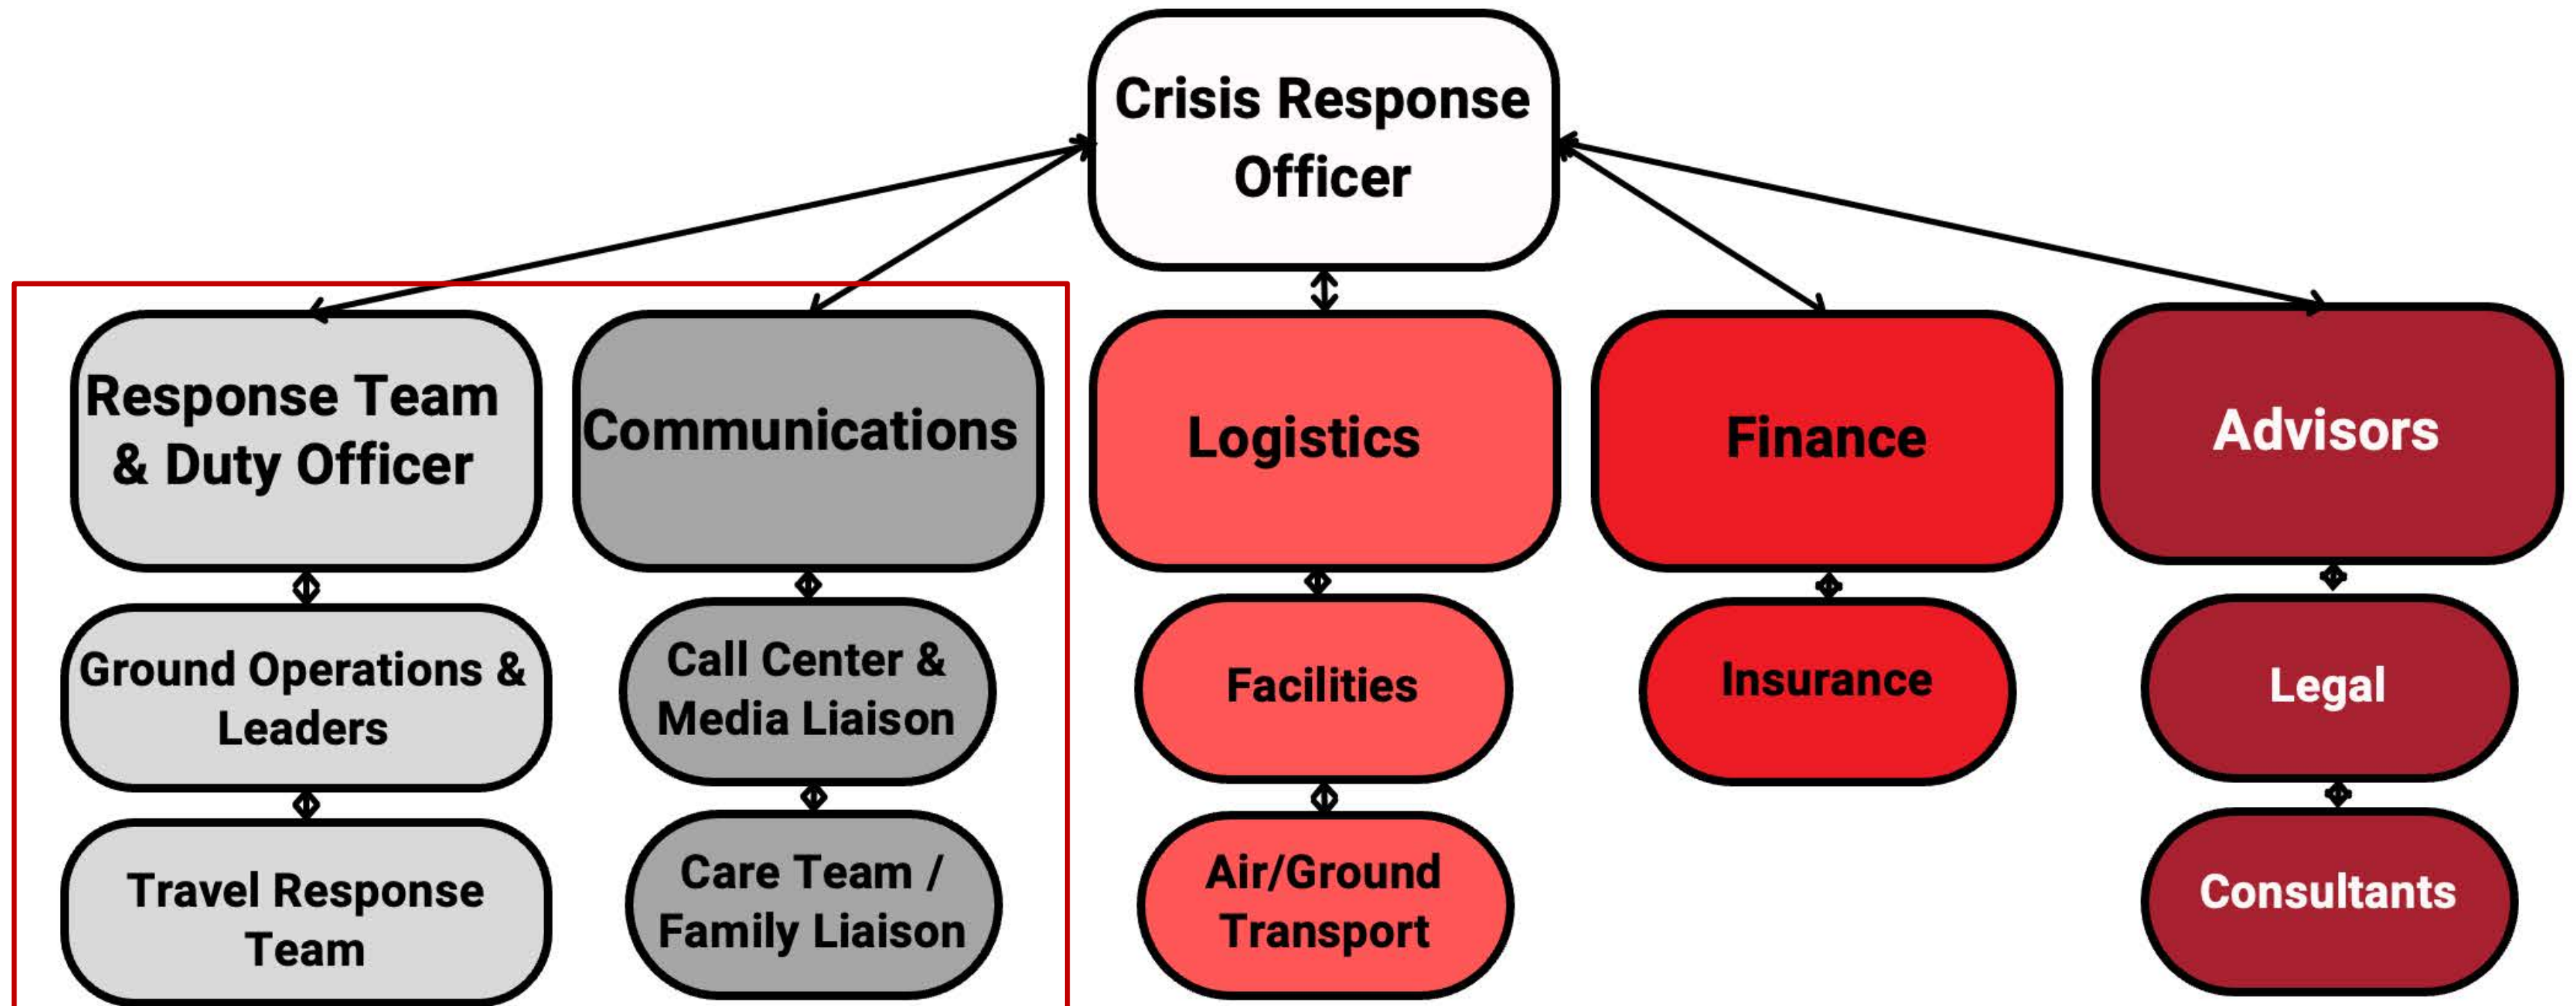 Crisis Response
Officer
Response Team
& Duty Officer
Communications
Logistics
Finance
Advisors
Ground Operations &
Leaders
Call Center &
Media Liaison
Facilities
Insurance
Legal
Travel Response
Team
Care Team /
Family Liaison
Air/Ground
Transport
Consultants